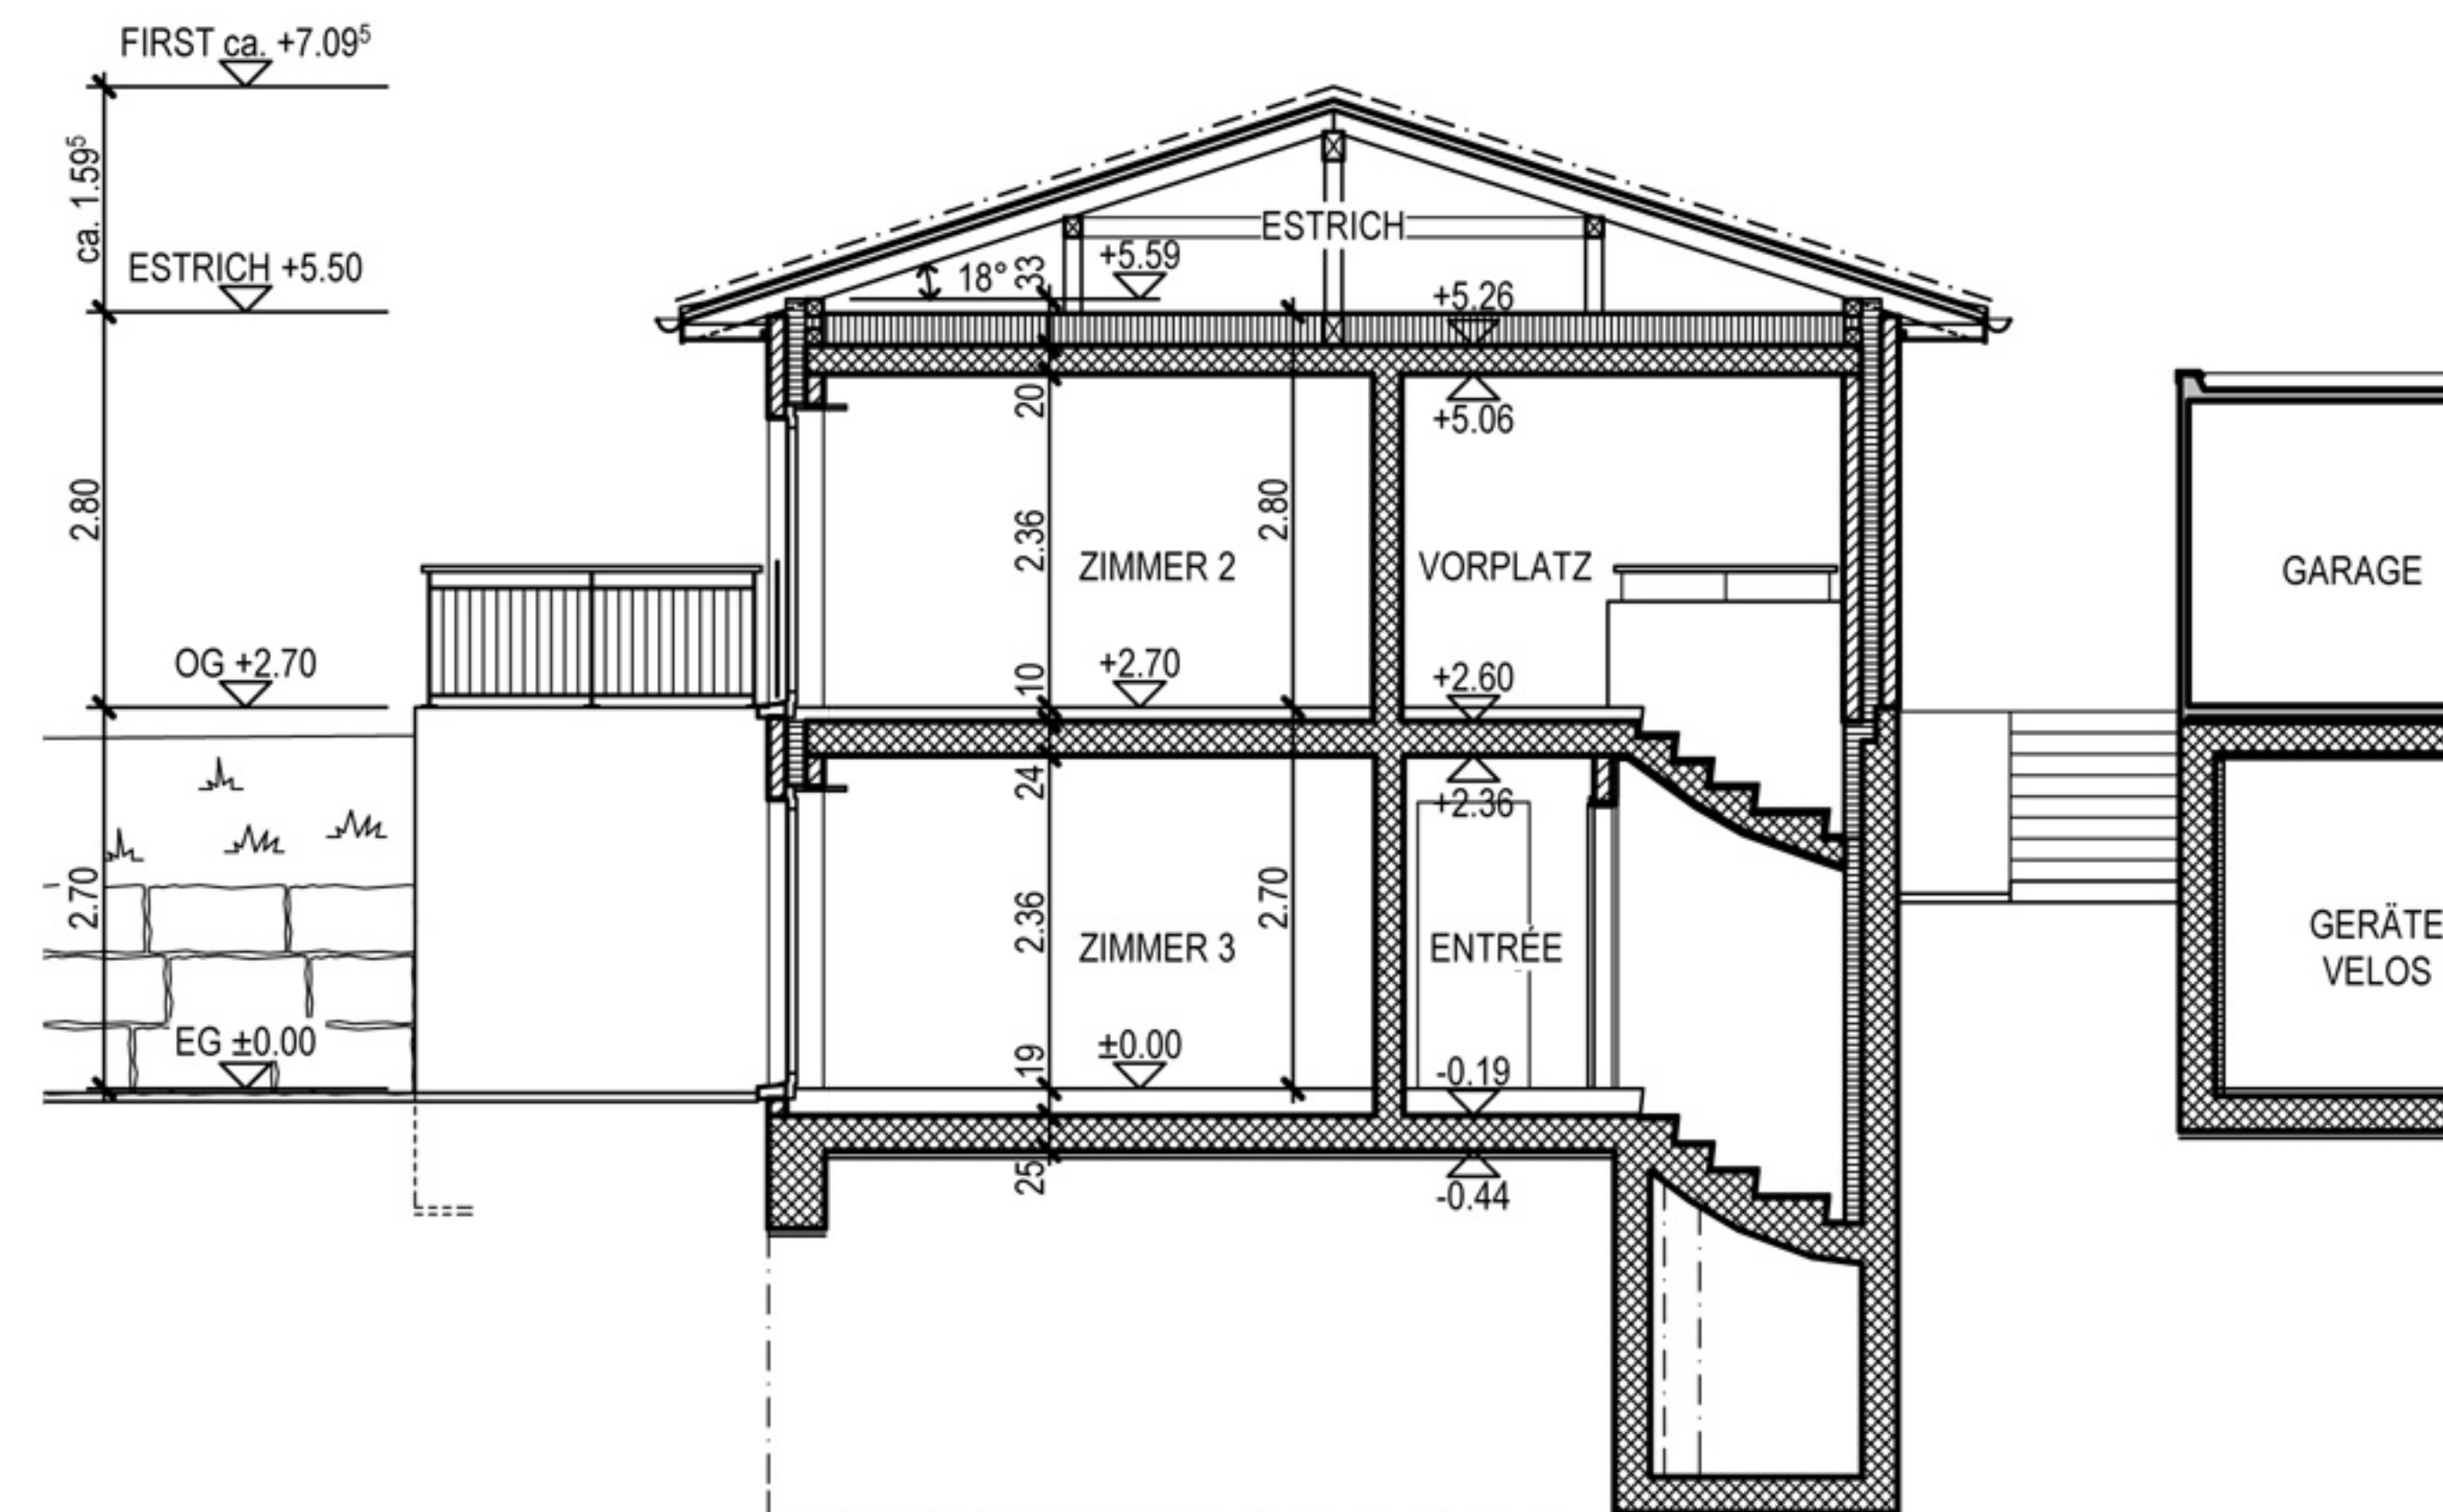 FIRST ca. +7.09⁵
ca. 1.59⁵
ESTRICH +5.50
2.80
OG +2.70
2.70
EG ±0.00
ESTRICH
18°
33
+5.59
+5.26
20
+5.06
2.36
ZIMMER 2
2.80
VORPLATZ
10
+2.70
+2.60
24
+2.36
2.36
ZIMMER 3
2.70
ENTRÉE
19
±0.00
-0.19
25
-0.44
GARAGE
GERÄTE
VELOS